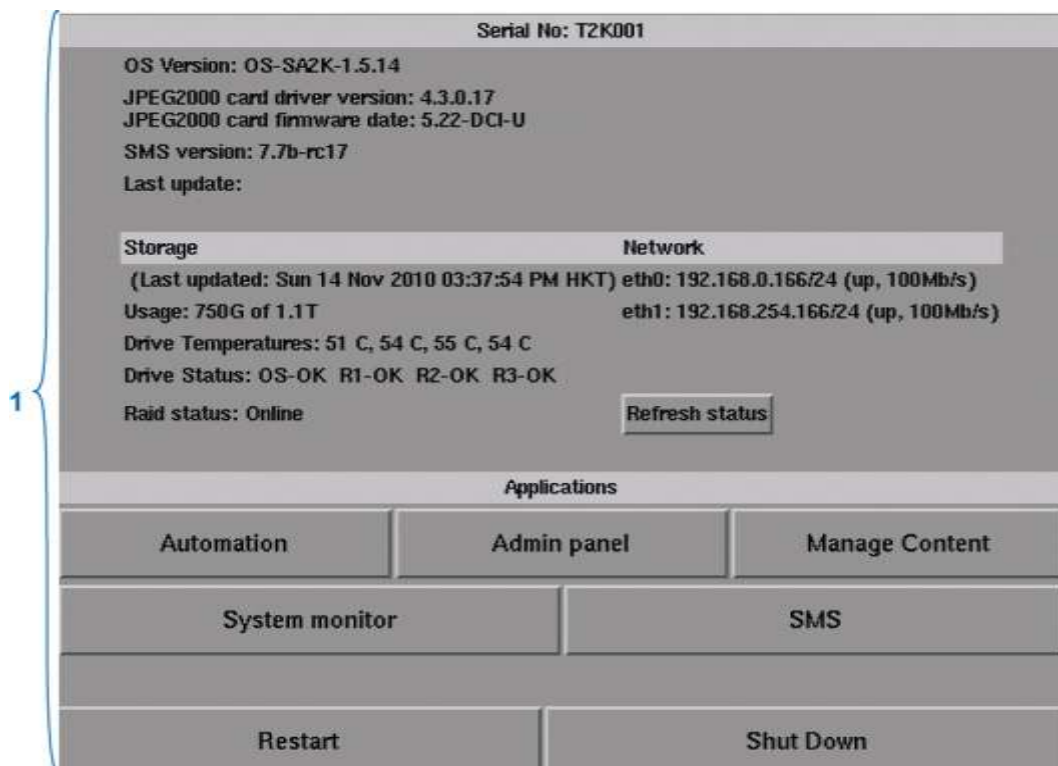 Serial No: T2K001
OS Version: OS-SA2K-1.5.14
JPEG2000 card driver version: 4.3.0.17
JPEG2000 card firmware date: 5.22-DCI-U
SMS version: 7.7b-rc17
Last update:
Storage Network
(Last updated: Sun 14 Nov 2010 03:37:54 PM HKT) eth0: 192.168.0.166/24 (up, 100Mb/s)
Usage: 750G of 1.1T eth1: 192.168.254.166/24 (up, 100Mb/s)
Drive Temperatures: 51 C, 54 C, 55 C, 54 C
Drive Status: OS-OK R1-OK R2-OK R3-OK
1
Raid status: Online Refresh status
Applications
Automation Admin panel Manage Content
System monitor SMS
Restart Shut Down